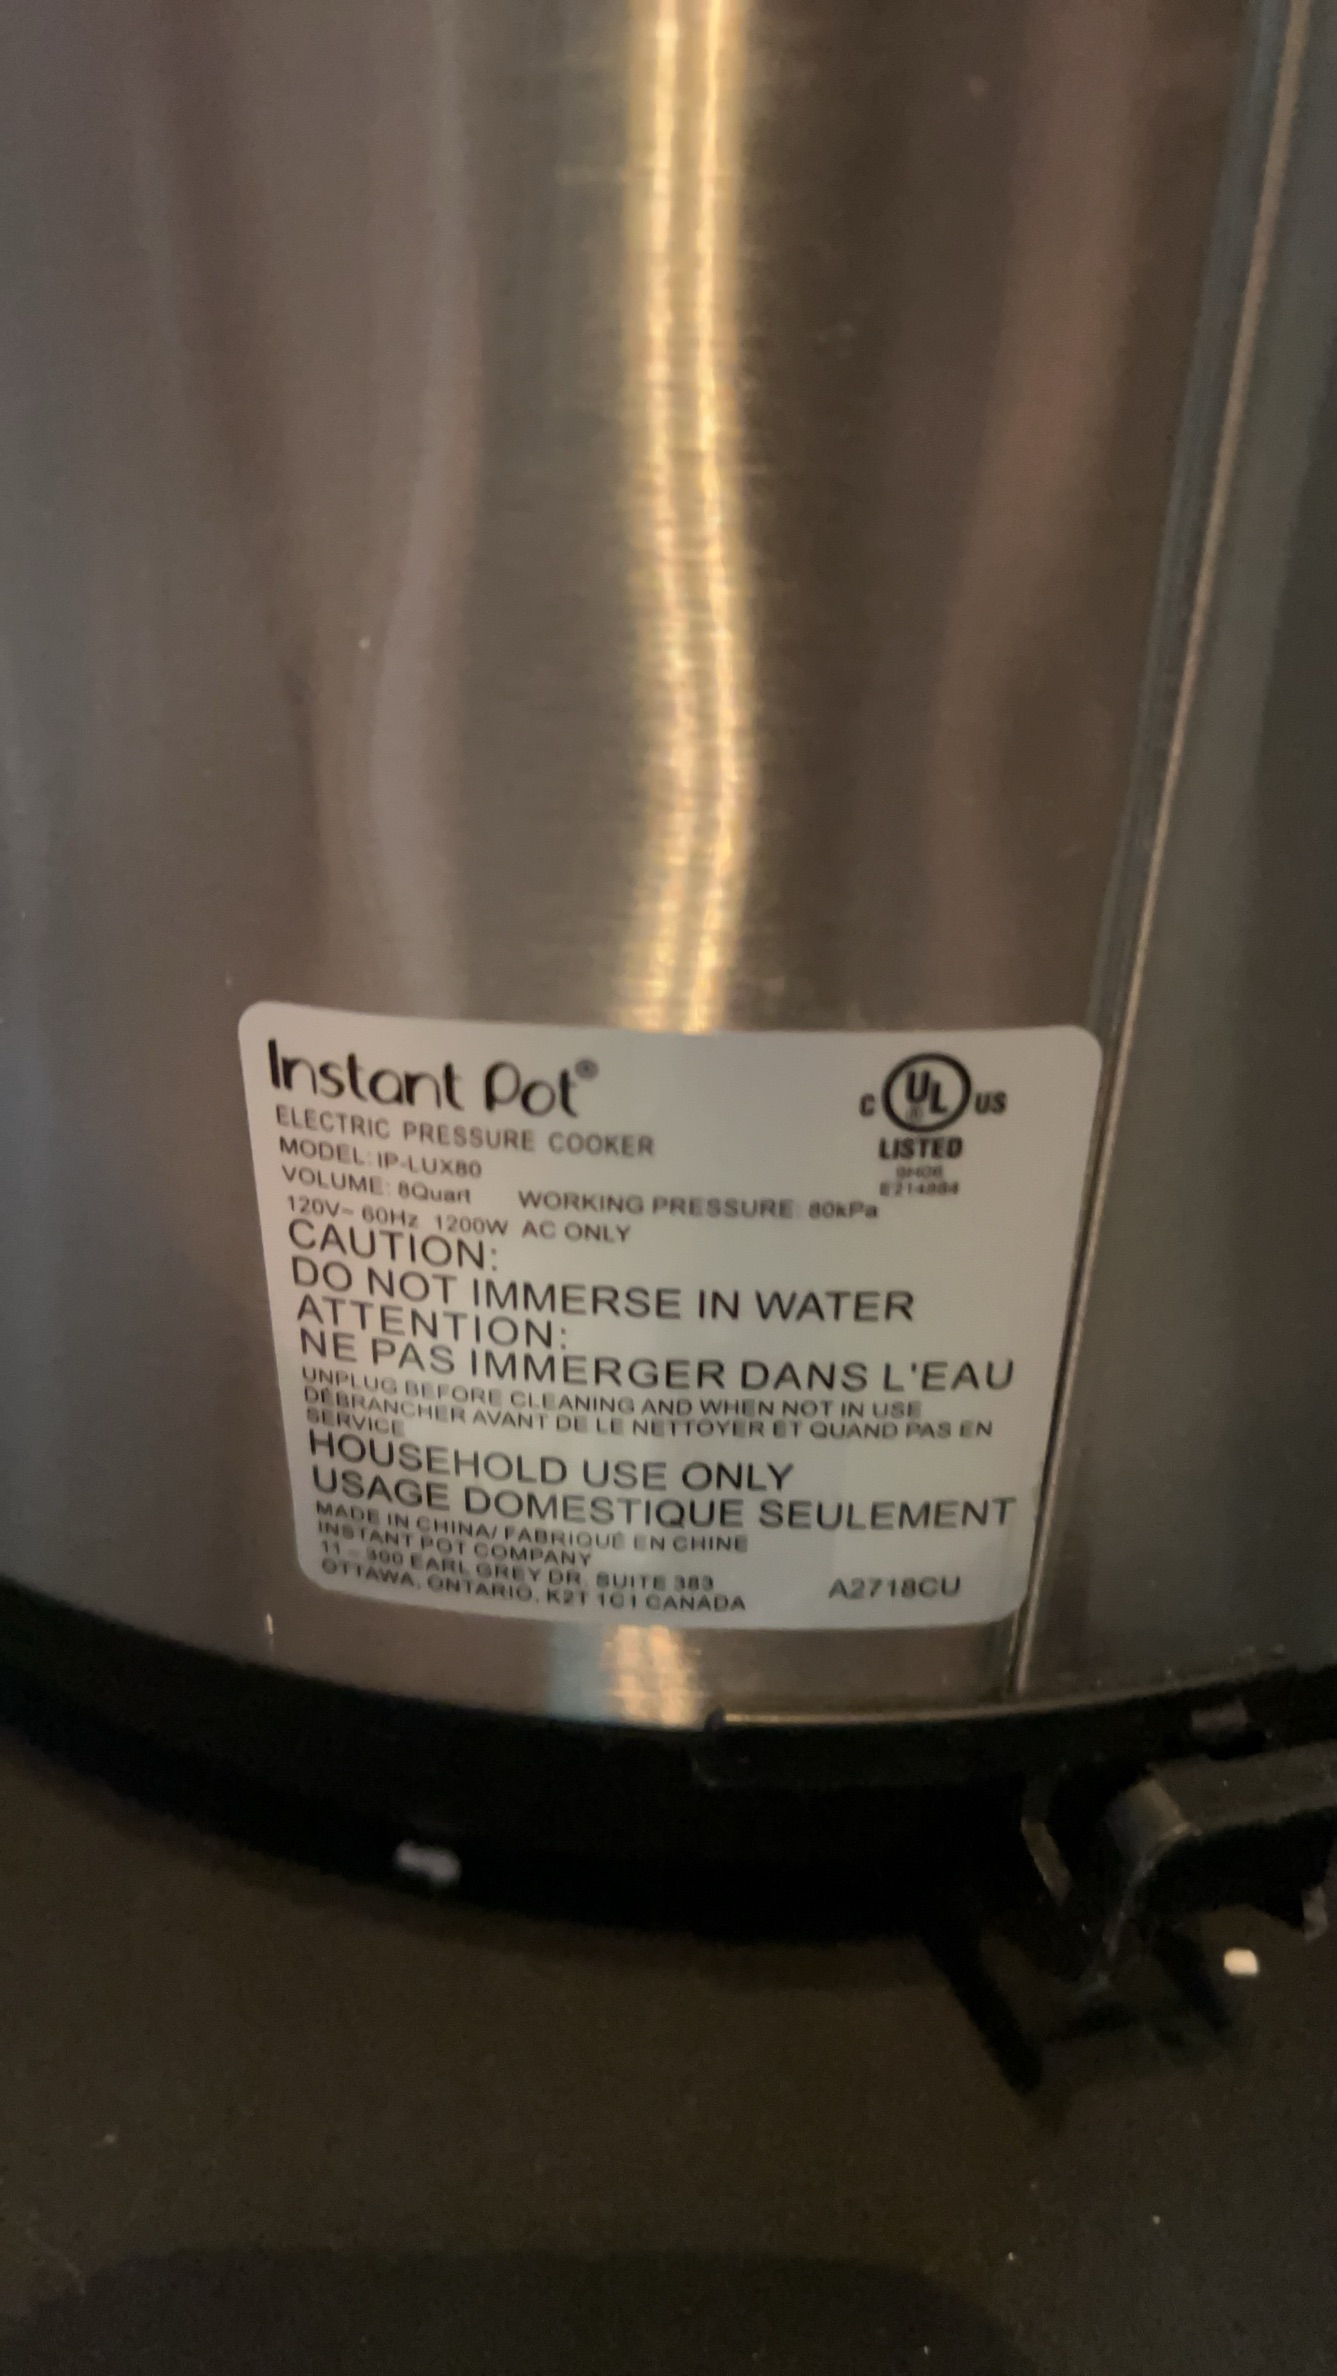 Instant Pot®
C UL ® US
LISTED
E214884
ELECTRIC PRESSURE COOKER
MODEL: IP-LUX80
VOLUME: 8Quart WORKING PRESSURE: 80kPa
120V~ 60Hz 1200W AC ONLY
CAUTION:
DO NOT IMMERSE IN WATER
ATTENTION:
NE PAS IMMERGER DANS L'EAU
UNPLUG BEFORE CLEANING AND WHEN NOT IN USE
DÉBRANCHER AVANT DE LE NETTOYER ET QUAND PAS EN
SERVICE
HOUSEHOLD USE ONLY
USAGE DOMESTIQUE SEULEMENT
MADE IN CHINA/ FABRIQUÉ EN CHINE
INSTANT POT COMPANY
11 - 300 EARL GREY DR. SUITE 383
OTTAWA, ONTARIO, K2T 1C1 CANADA
A2718CU